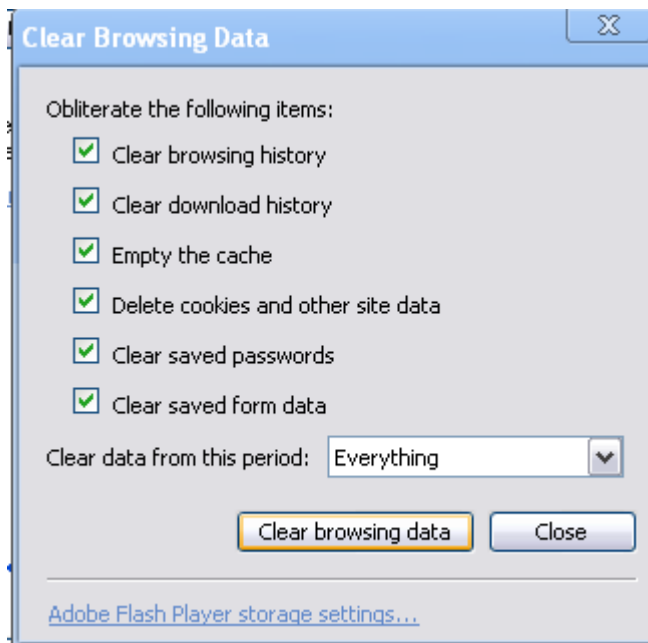 Clear Browsing Data
Obliterate the following items:
Clear browsing history
Clear download history
Empty the cache
Delete cookies and other site data
Clear saved passwords
Clear saved form data
Clear data from this period: Everything
Clear browsing data Close
Adobe Flash Player storage settings...